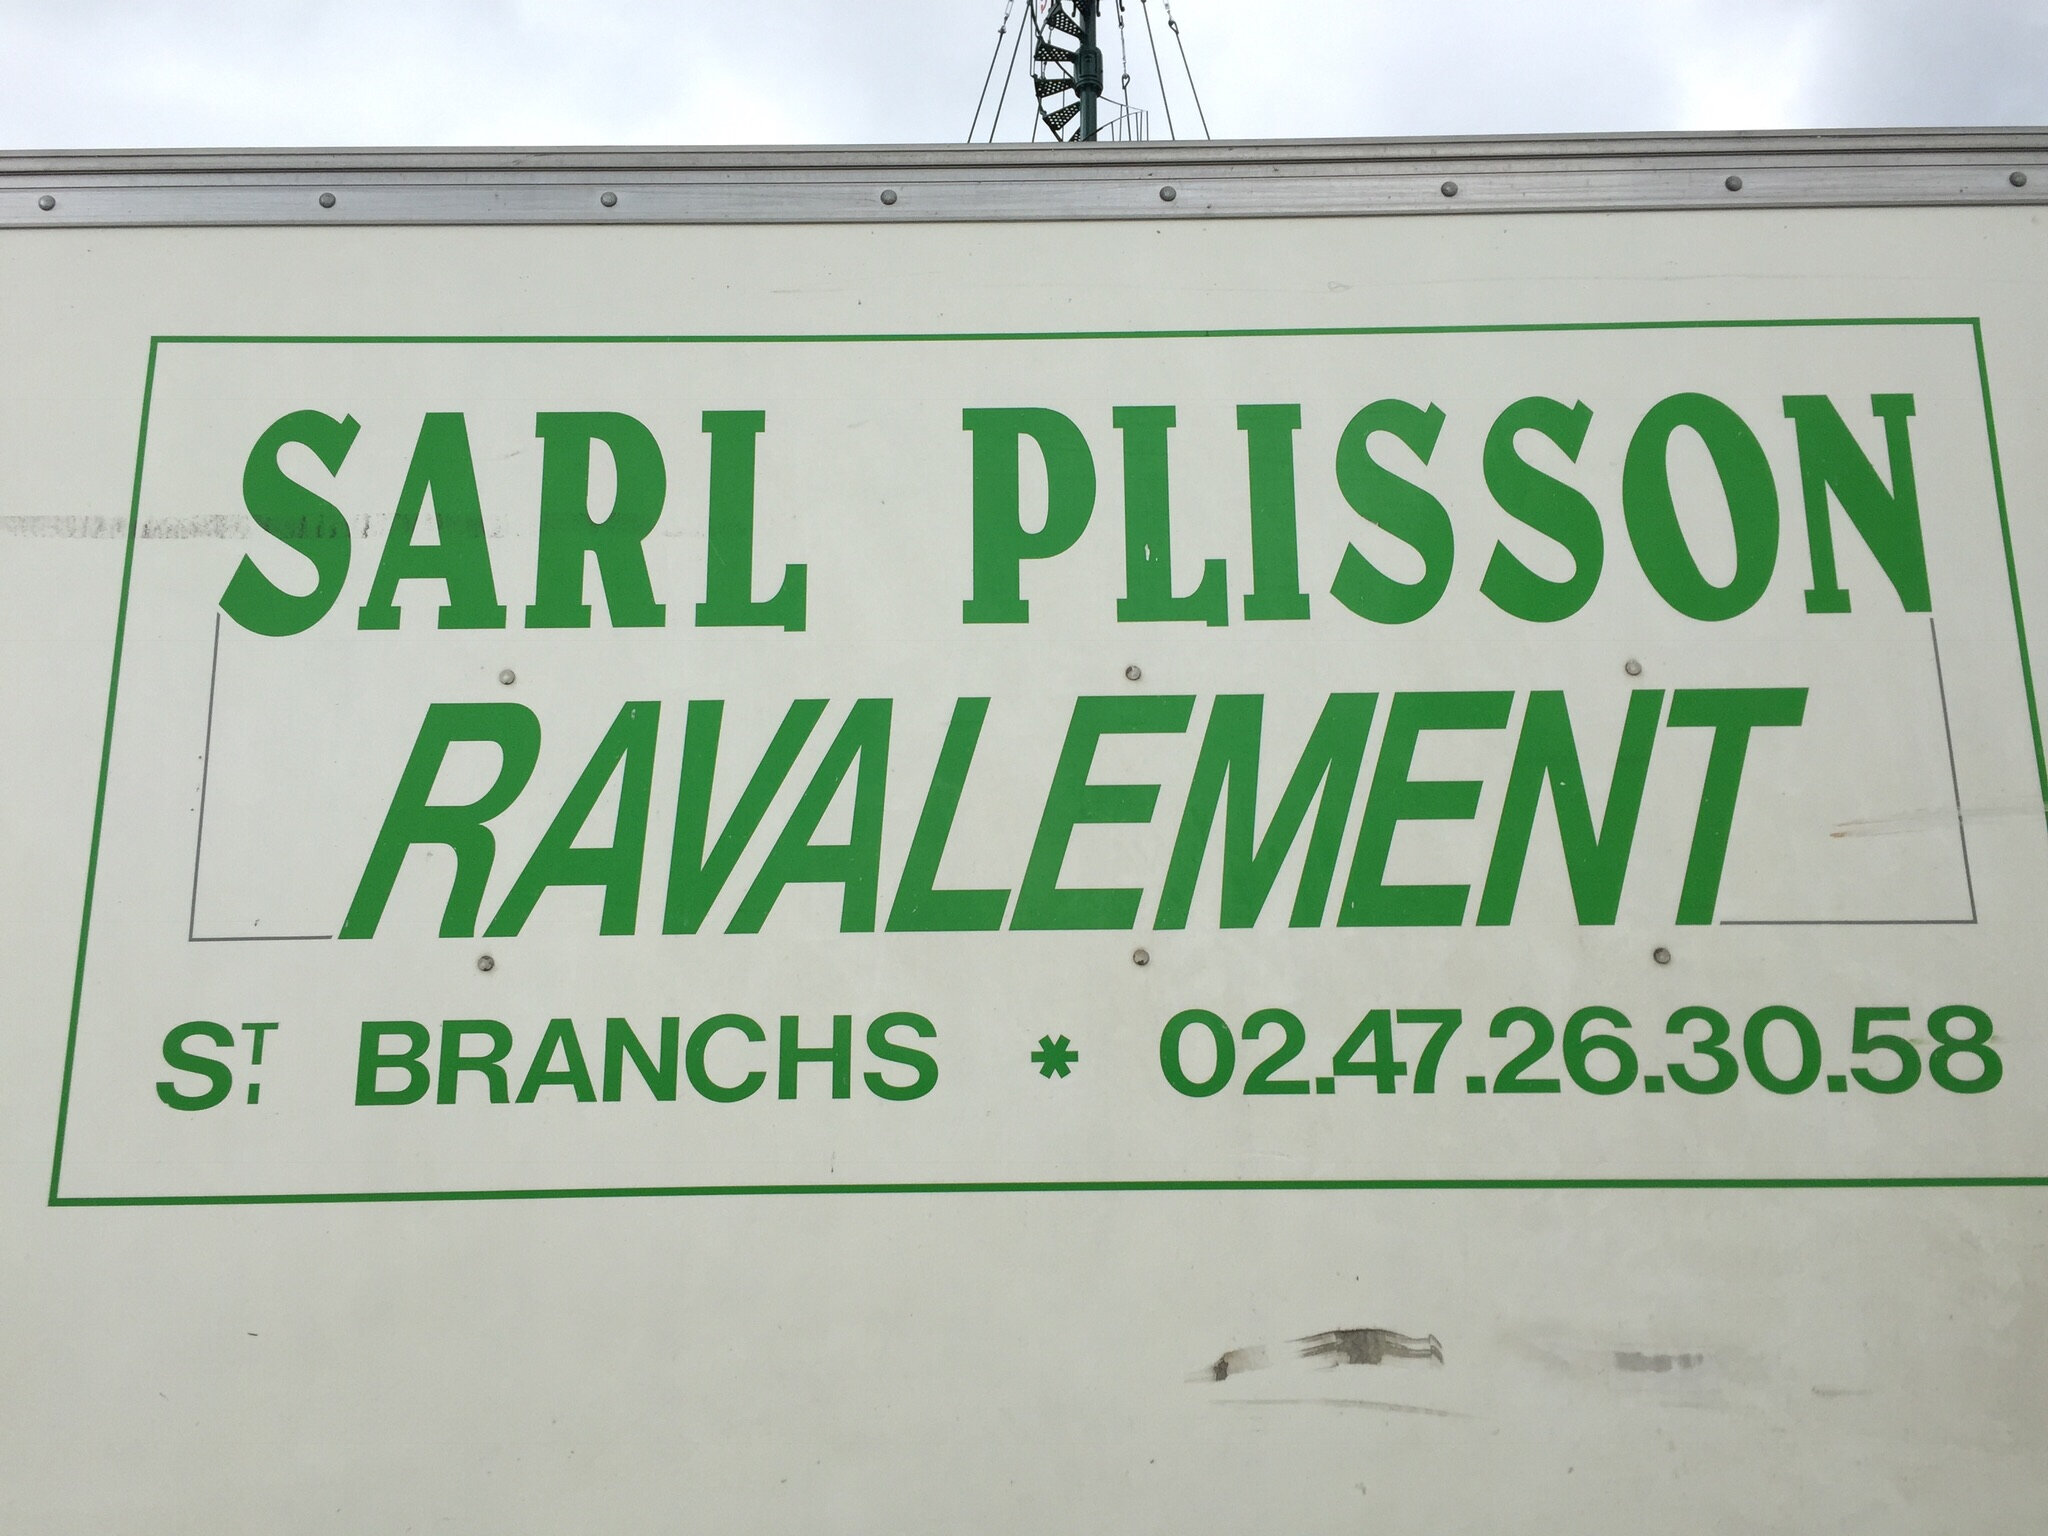 SARL PLISSON
RAVALEMENT
ST. BRANCHS * 02.47.26.30.58